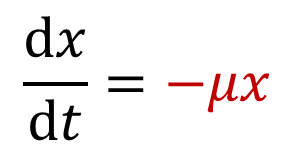 dx/dt = −μx